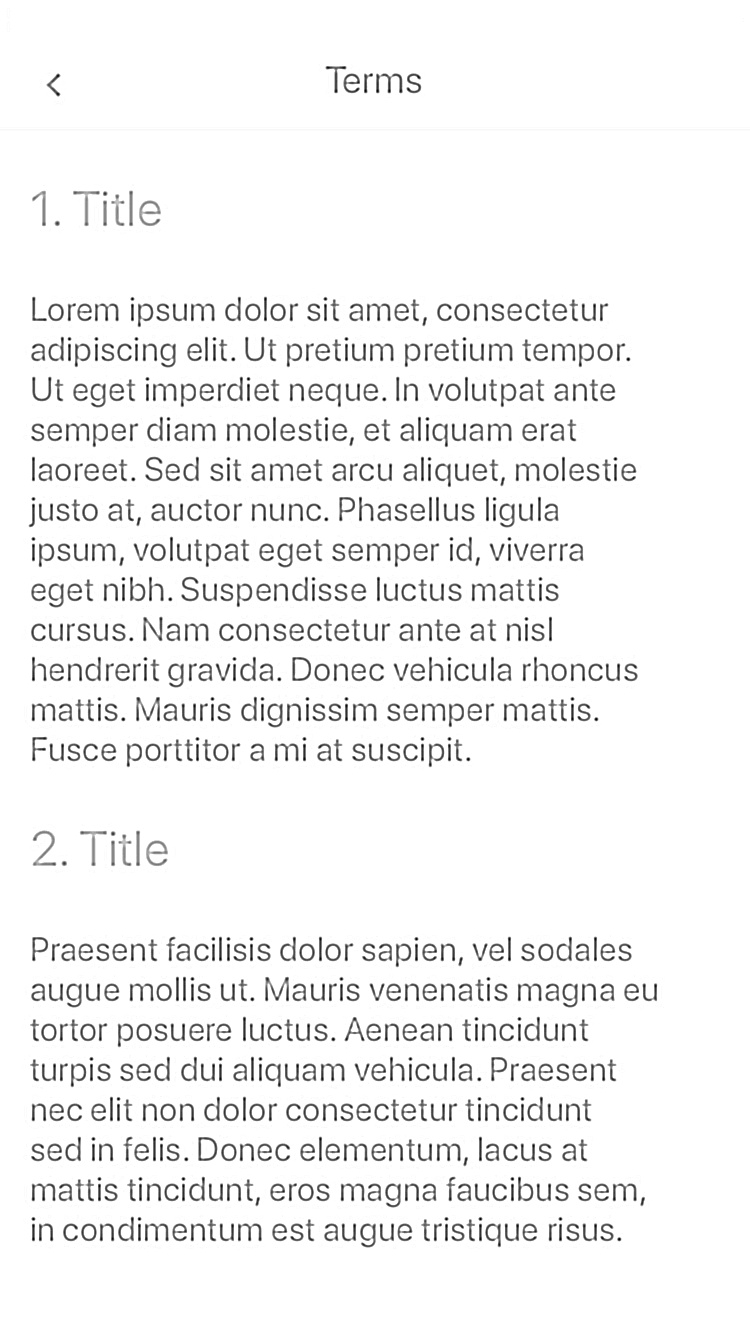 Terms
1. Title
Lorem ipsum dolor sit amet, consectetur
adipiscing elit. Ut pretium pretium tempor.
Ut eget imperdiet neque. In volutpat ante
semper diam molestie, et aliquam erat
laoreet. Sed sit amet arcu aliquet, molestie
justo at, auctor nunc. Phasellus ligula
ipsum, volutpat eget semper id, viverra
eget nibh. Suspendisse luctus mattis
cursus. Nam consectetur ante at nisl
hendrerit gravida. Donec vehicula rhoncus
mattis. Mauris dignissim semper mattis.
Fusce porttitor a mi at suscipit.
2. Title
Praesent facilisis dolor sapien, vel sodales
augue mollis ut. Mauris venenatis magna eu
tortor posuere luctus. Aenean tincidunt
turpis sed dui aliquam vehicula. Praesent
nec elit non dolor consectetur tincidunt
sed in felis. Donec elementum, lacus at
mattis tincidunt, eros magna faucibus sem,
in condimentum est augue tristique risus.